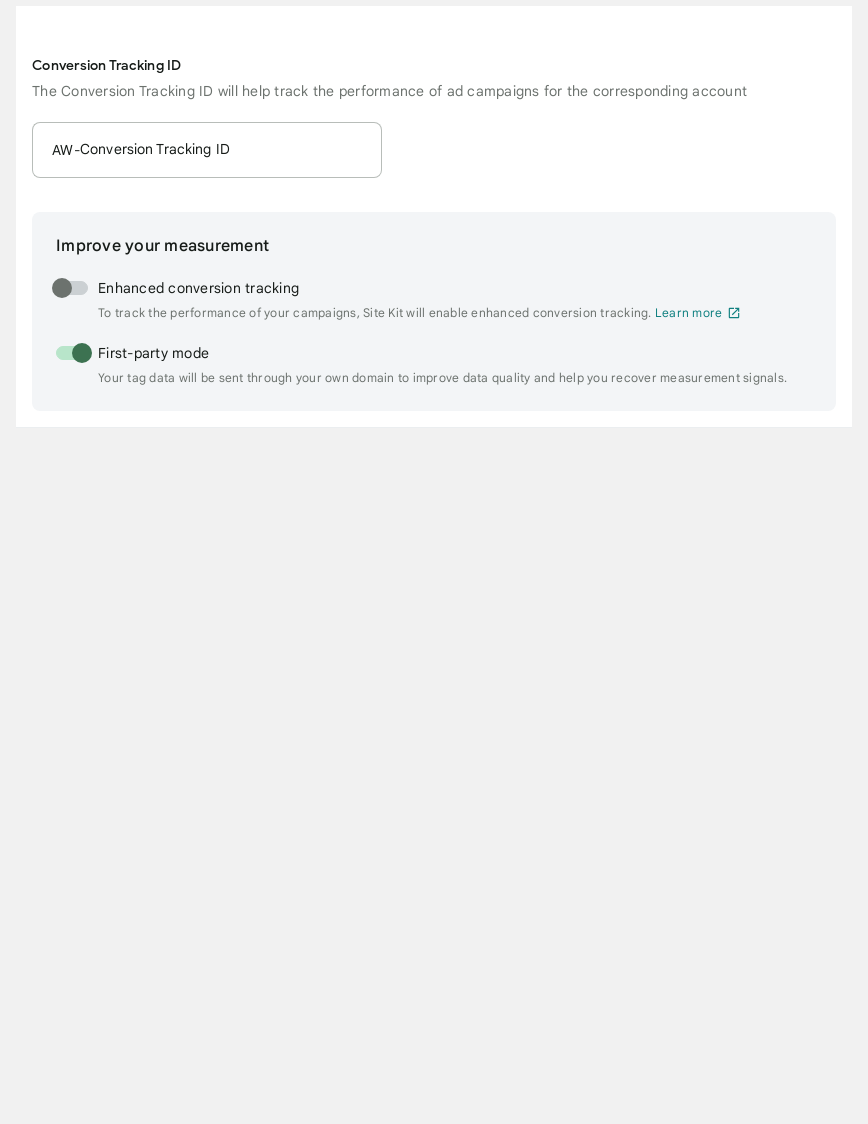 Conversion Tracking ID
The Conversion Tracking ID will help track the performance of ad campaigns for the corresponding account
AW-Conversion Tracking ID
Improve your measurement
Enhanced conversion tracking
To track the performance of your campaigns, Site Kit will enable enhanced conversion tracking. Learn more
First-party mode
Your tag data will be sent through your own domain to improve data quality and help you recover measurement signals.